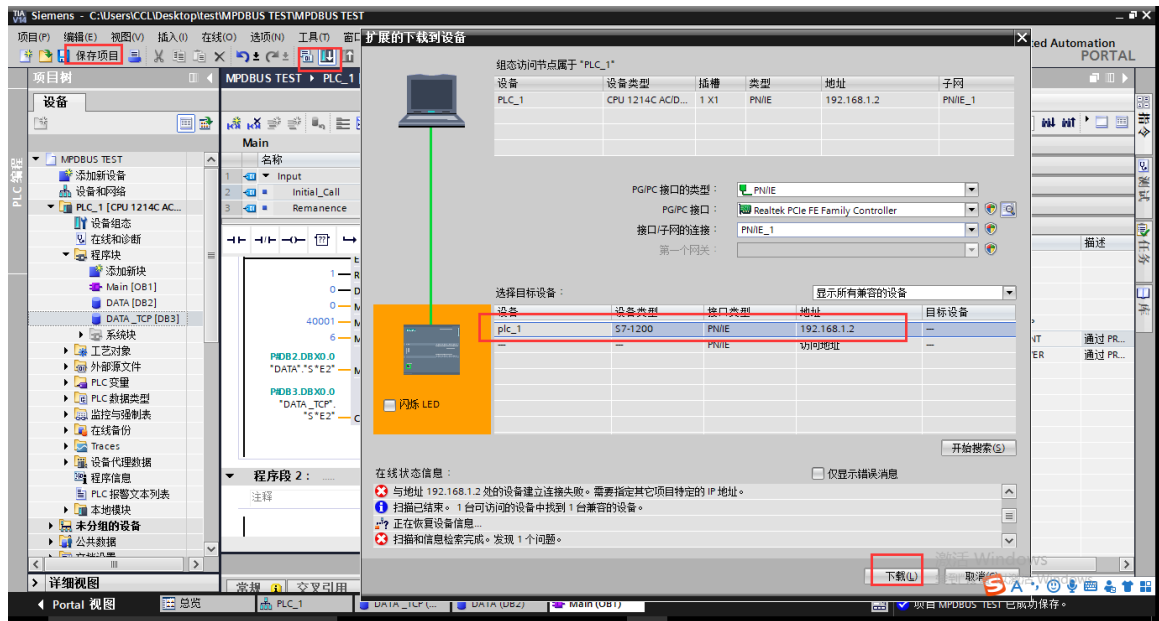 Siemens - C:\Users\CCL\Desktop\test\MPDBUS TEST\MPDBUS TEST
项目(P) 编辑(E) 视图(V) 插入(I) 在线(O) 选项(N) 工具(T)
保存项目
ed Automation
PORTAL
项目树
MPDBUS TEST PLC_1
设备
PLC 编程
MPDBUS TEST
添加新设备
设备和网络
PLC_1 [CPU 1214C AC...
设备组态
在线和诊断
程序块
添加新块
Main [OB1]
DATA [DB2]
DATA _TCP [DB3]
系统块
工艺对象
外部源文件
PLC 变量
PLC 数据类型
监控与强制表
在线备份
Traces
设备代理数据
程序信息
PLC 报警文本列表
本地模块
未分组的设备
公共数据
详细视图
Main
名称
1 Input
2 Initial_Call
3 Remanence
1
0
0
40001
6
P#DB2.DBX0.0
"DATA"."S*E2"
P#DB3.DBX0.0
"DATA _TCP".
"S*E2"
程序段 2： .....
注释
常规 交叉引用
扩展的下载到设备
组态访问节点属于 "PLC_1"
设备 设备类型 插槽 类型 地址 子网
PLC_1 CPU 1214C AC/D... 1 X1 PN/IE 192.168.1.2 PN/IE_1
PG/PC 接口的类型： PN/IE
PG/PC 接口： Realtek PCIe FE Family Controller
接口/子网的连接： PN/IE_1
第一个网关：
选择目标设备： 显示所有兼容的设备
设备 设备类型 接口类型 地址 目标设备
plc_1 S7-1200 PN/IE 192.168.1.2 —
— — PN/IE 访问地址 —
闪烁 LED
开始搜索(S)
在线状态信息：
仅显示错误消息
与地址 192.168.1.2 处的设备建立连接失败。需要指定其它项目特定的 IP 地址。
扫描已结束。 1 台可访问的设备中找到 1 台兼容的设备。
正在恢复设备信息...
扫描和信息检索完成。发现 1 个问题。
下载(L) 取消
激活 Windows
描述
通过 PR...
通过 PR...
测试
任务
库
Portal 视图 总览 PLC_1 DATA _TCP (... DATA (DB2) Main (OB1) 项目 MPDBUS TEST 已成功保存。